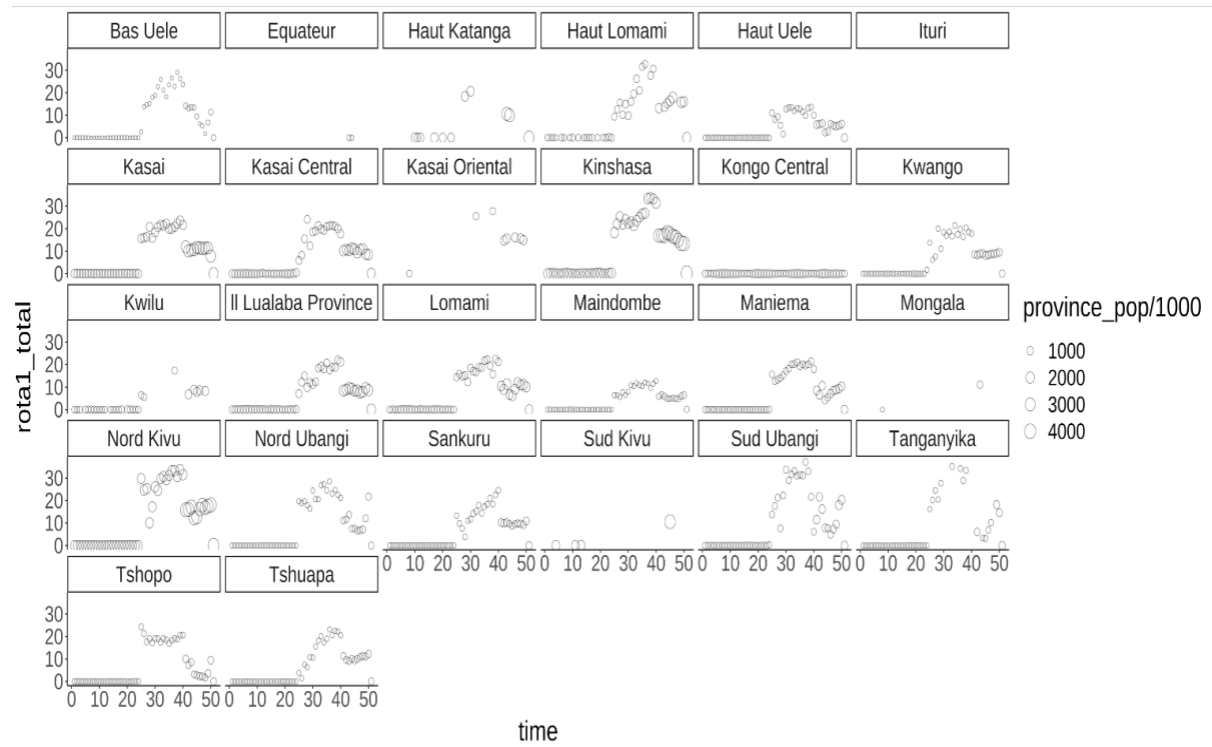 Bas Uele Equateur Haut Katanga Haut Lomami Haut Uele Ituri
30
20
10
0
Kasai Kasai Central Kasai Oriental Kinshasa Kongo Central Kwango
30
20
10
0
Kwilu ll Lualaba Province Lomami Maindombe Maniema Mongala
30
20
10
0
Nord Kivu Nord Ubangi Sankuru Sud Kivu Sud Ubangi Tanganyika
30
20
10
0
0 10 20 30 40 50 0 10 20 30 40 50 0 10 20 30 40 50 0 10 20 30 40 50
Tshopo Tshuapa
30
20
10
0
0 10 20 30 40 50 0 10 20 30 40 50
time
rota1_total
province_pop/1000
1000
2000
3000
4000